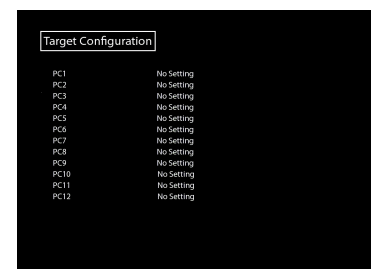 Target Configuration
PC1 No Setting
PC2 No Setting
PC3 No Setting
PC4 No Setting
PC5 No Setting
PC6 No Setting
PC7 No Setting
PC8 No Setting
PC9 No Setting
PC10 No Setting
PC11 No Setting
PC12 No Setting